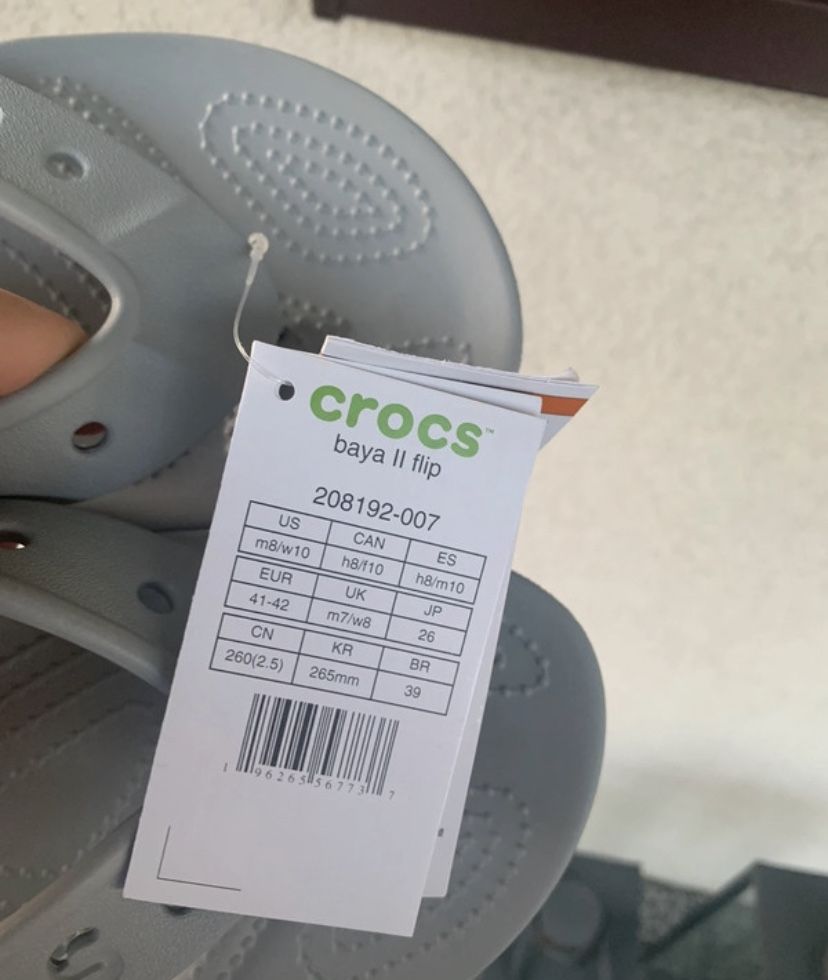 crocs™
baya II flip
208192-007
US CAN ES
m8/w10 h8/f10 h8/m10
EUR UK JP
41-42 m7/w8 26
CN KR BR
260(2.5) 265mm 39
1 96265 56773 7